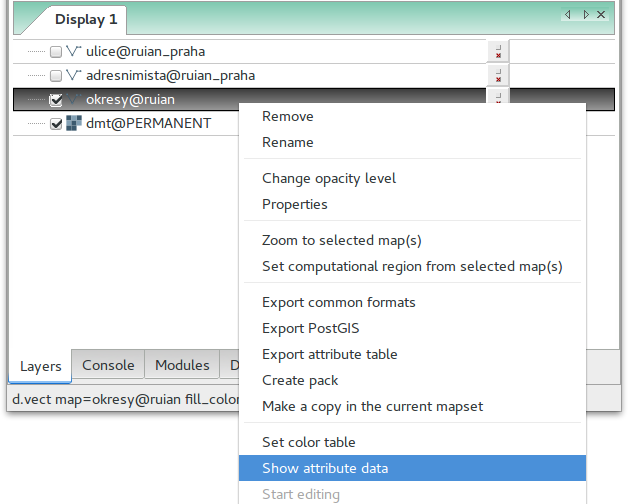 Display 1
ulice@ruian_praha
adresnimista@ruian_praha
okresy@ruian
dmt@PERMANENT
Remove
Rename
Change opacity level
Properties
Zoom to selected map(s)
Set computational region from selected map(s)
Export common formats
Export PostGIS
Export attribute table
Create pack
Make a copy in the current mapset
Set color table
Show attribute data
Start editing
Layers Console Modules D
d.vect map=okresy@ruian fill_color